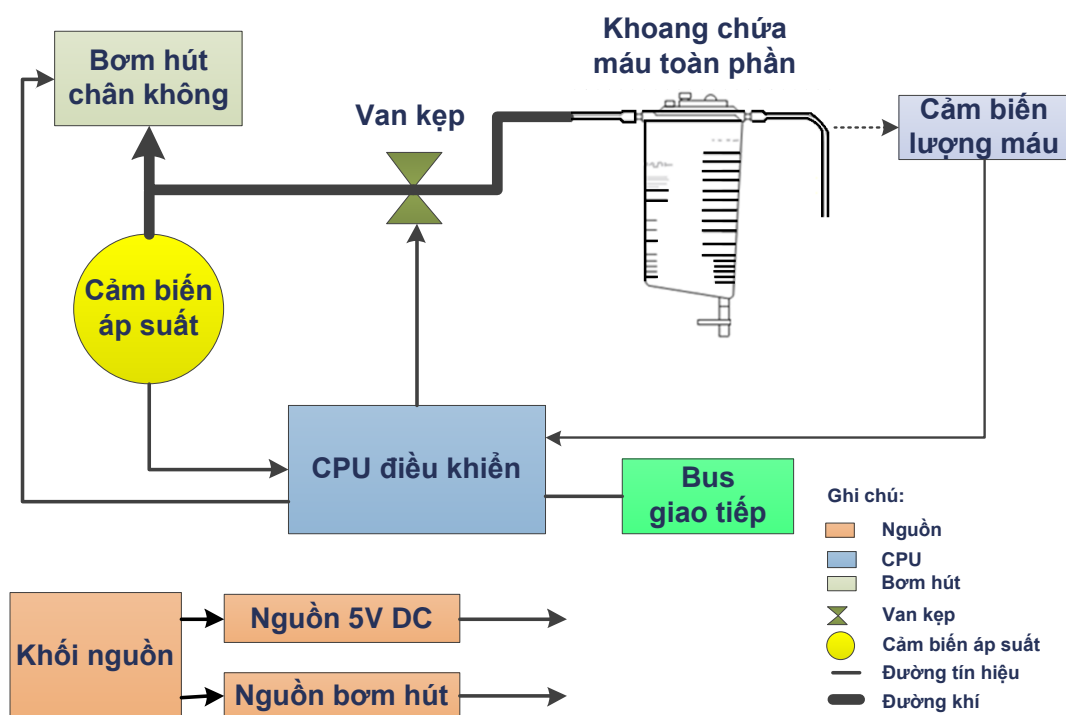 Bơm hút
chân không
Van kẹp
Khoang chứa
máu toàn phần
Cảm biến
lượng máu
Cảm biến
áp suất
CPU điều khiển
Bus
giao tiếp
Khối nguồn
Nguồn 5V DC
Nguồn bơm hút
Ghi chú:
Nguồn
CPU
Bơm hút
Van kẹp
Cảm biến áp suất
Đường tín hiệu
Đường khí